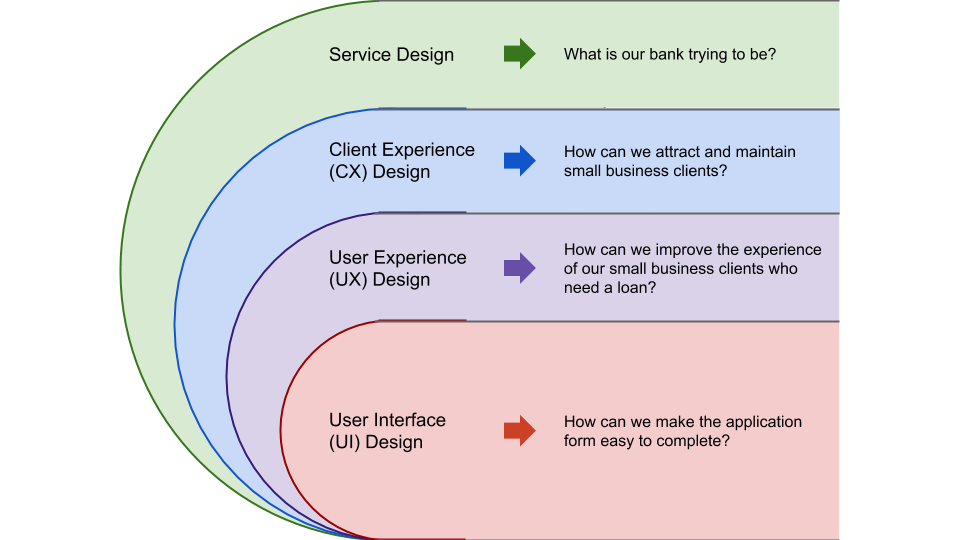 Service Design
What is our bank trying to be?
Client Experience
(CX) Design
How can we attract and maintain
small business clients?
User Experience
(UX) Design
How can we improve the experience
of our small business clients who
need a loan?
User Interface
(UI) Design
How can we make the application
form easy to complete?